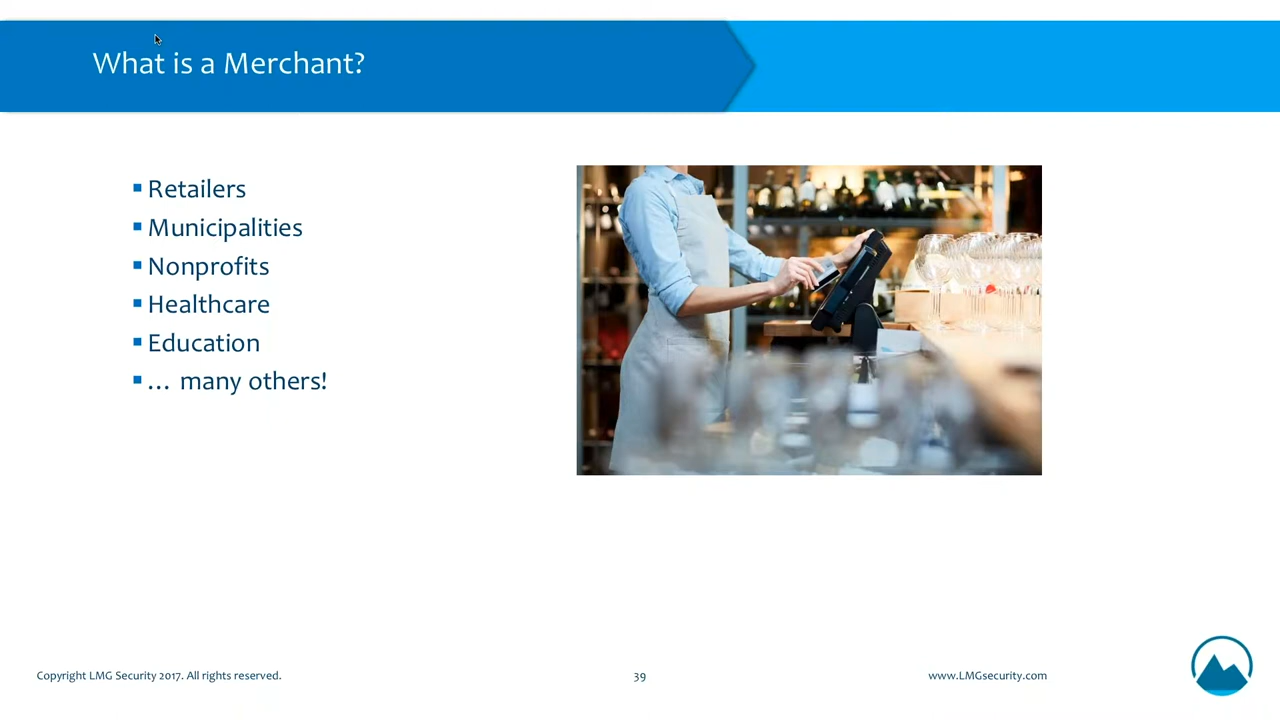 What is a Merchant?
▪ Retailers
▪ Municipalities
▪ Nonprofits
▪ Healthcare
▪ Education
▪ … many others!
Copyright LMG Security 2017. All rights reserved.
39
www.LMGsecurity.com